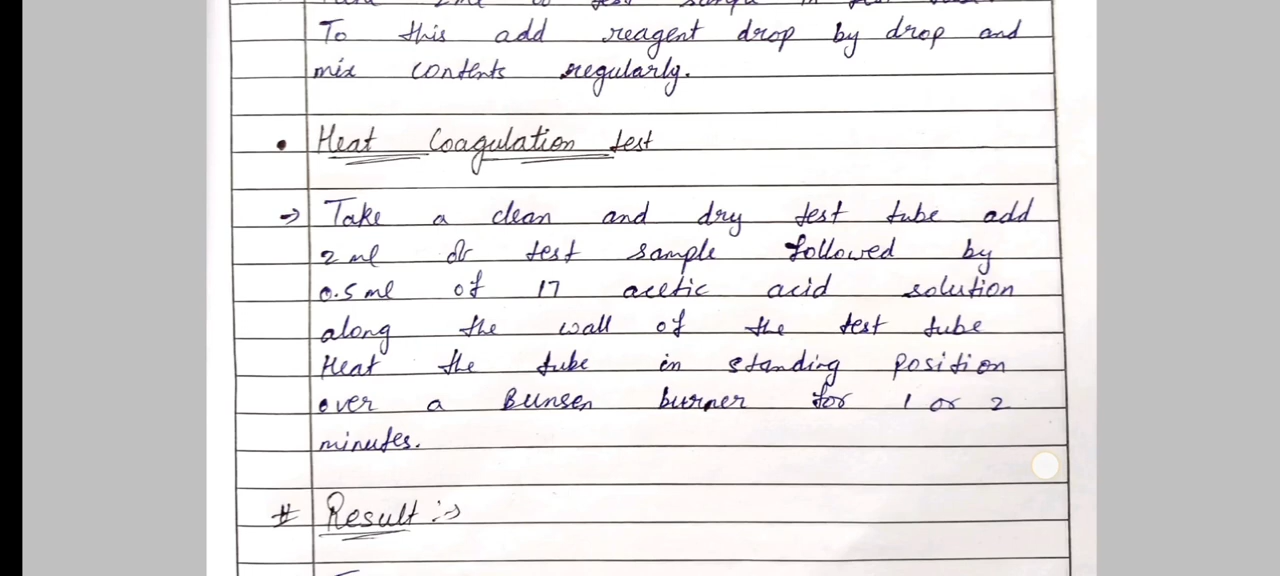 To this add reagent drop by drop and
mix contents regularly.
• Heat Coagulation test
→ Take a clean and dry test tube add
2 ml of test sample followed by
0.5 ml of 17 acetic acid solution
along the wall of the test tube
Heat the tube in standing position
over a Bunsen burner for 1 or 2
minutes.
# Result :→